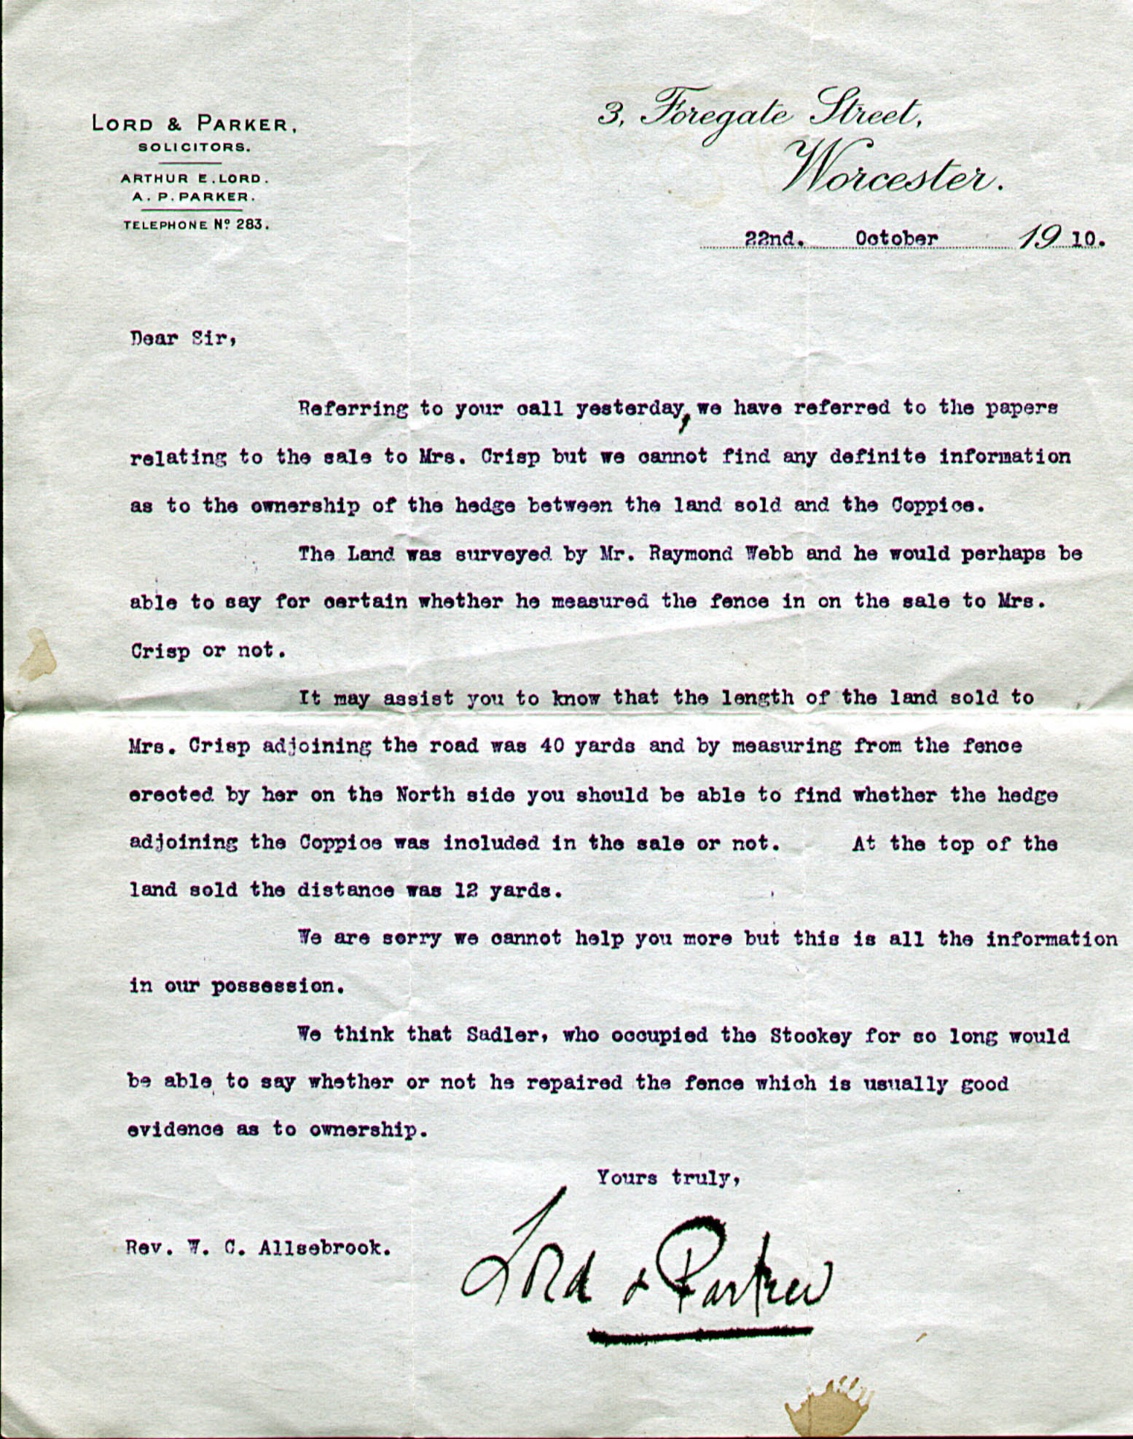 LORD & PARKER,
SOLICITORS.
ARTHUR E. LORD.
A. P. PARKER.
TELEPHONE Nº 283.
3, Foregate Street,
Worcester.
22nd. October 1910.
Dear Sir,
Referring to your call yesterday, we have referred to the papers
relating to the sale to Mrs. Crisp but we cannot find any definite information
as to the ownership of the hedge between the land sold and the Coppice.
The Land was surveyed by Mr. Raymond Webb and he would perhaps be
able to say for certain whether he measured the fence in on the sale to Mrs.
Crisp or not.
It may assist you to know that the length of the land sold to
Mrs. Crisp adjoining the road was 40 yards and by measuring from the fence
erected by her on the North side you should be able to find whether the hedge
adjoining the Coppice was included in the sale or not. At the top of the
land sold the distance was 12 yards.
We are sorry we cannot help you more but this is all the information
in our possession.
We think that Sadler, who occupied the Stockey for so long would
be able to say whether or not he repaired the fence which is usually good
evidence as to ownership.
Yours truly,
Rev. W. C. Allsebrook.
Lord & Parker